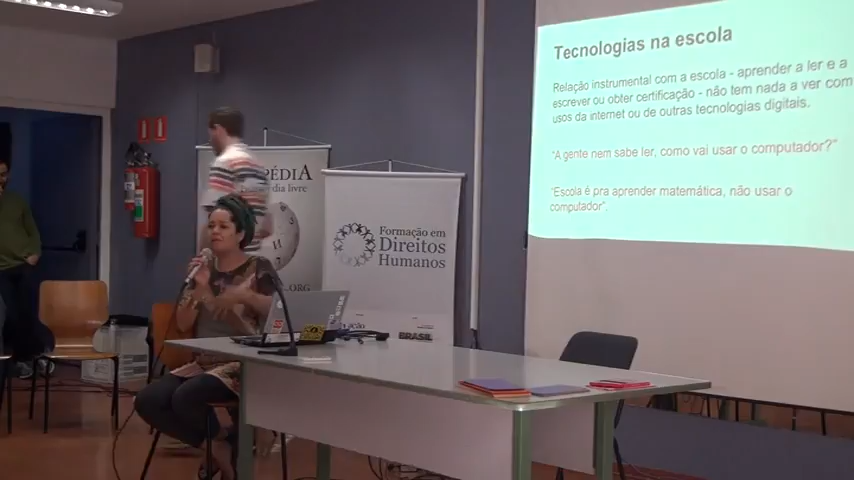 Tecnologias na escola
Relação instrumental com a escola - aprender a ler e a
escrever ou obter certificação - não tem nada a ver com
usos da internet ou de outras tecnologias digitais.
"A gente nem sabe ler, como vai usar o computador?"
"Escola é pra aprender matemática, não usar o
computador".
PÉDIA
livre
.ORG
Formação em
Direitos
Humanos
BRASIL